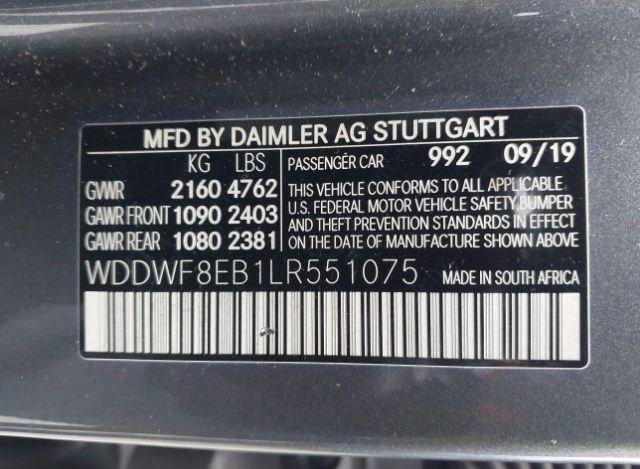 MFD BY DAIMLER AG STUTTGART
KG LBS PASSENGER CAR 992 09/19
GVWR 2160 4762 THIS VEHICLE CONFORMS TO ALL APPLICABLE
U.S. FEDERAL MOTOR VEHICLE SAFETY, BUMPER
GAWR FRONT 1090 2403 AND THEFT PREVENTION STANDARDS IN EFFECT
GAWR REAR 1080 2381 ON THE DATE OF MANUFACTURE SHOWN ABOVE.
WDDWF8EB1LR551075 MADE IN SOUTH AFRICA